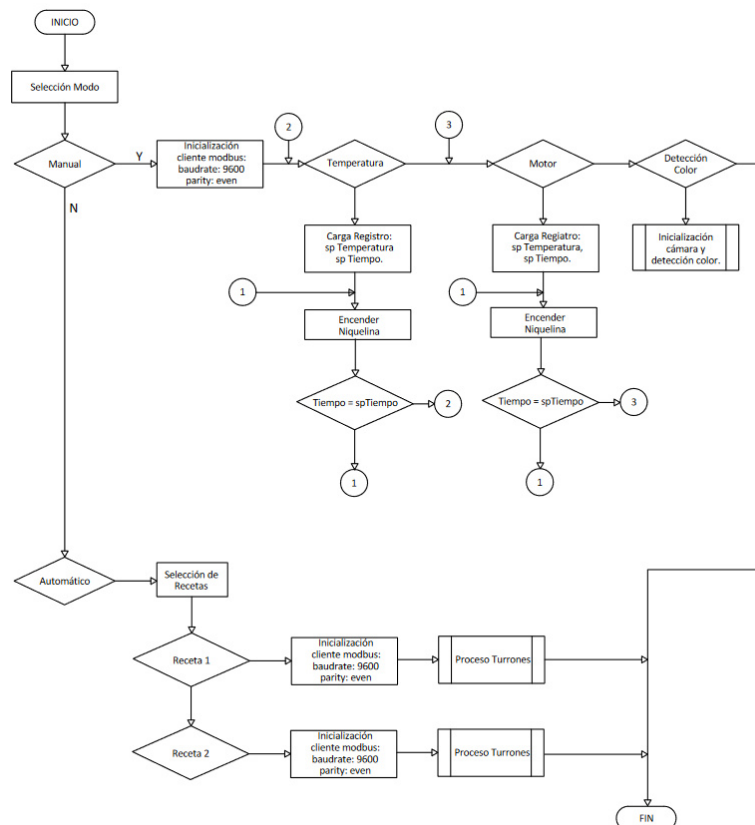 INICIO
Selección Modo
Manual
Y
N
Inicialización
cliente modbus:
baudrate: 9600
parity: even
2
Temperatura
3
Motor
Detección
Color
Carga Registro:
sp Temperatura
sp Tiempo.
Carga Regiatro:
sp Temperatura,
sp Tiempo.
Inicialización
cámara y
detección color.
1
1
Encender
Niquelina
Encender
Niquelina
Tiempo = spTiempo
2
Tiempo = spTiempo
3
1
1
Automático
Selección de
Recetas
Receta 1
Inicialización
cliente modbus:
baudrate: 9600
parity: even
Proceso Turrones
Receta 2
Inicialización
cliente modbus:
baudrate: 9600
parity: even
Proceso Turrones
FIN